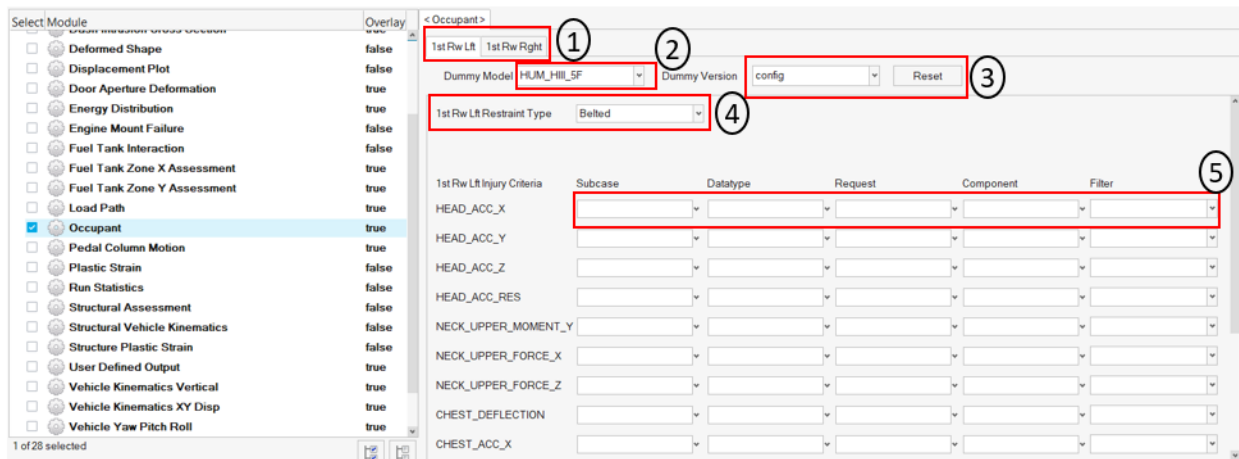 Select Module Overlay
Dash Intrusion Cross Section true
Deformed Shape false
Displacement Plot false
Door Aperture Deformation true
Energy Distribution true
Engine Mount Failure false
Fuel Tank Interaction false
Fuel Tank Zone X Assessment true
Fuel Tank Zone Y Assessment true
Load Path true
Occupant true
Pedal Column Motion true
Plastic Strain false
Run Statistics false
Structural Assessment false
Structural Vehicle Kinematics false
Structure Plastic Strain false
User Defined Output true
Vehicle Kinematics Vertical true
Vehicle Kinematics XY Disp true
Vehicle Yaw Pitch Roll true
1 of 28 selected
< Occupant >
1st Rw Lft 1st Rw Rght 1
2
Dummy Model HUM_HIII_5F Dummy Version config Reset 3
1st Rw Lft Restraint Type Belted 4
5
1st Rw Lft Injury Criteria Subcase Datatype Request Component Filter
HEAD_ACC_X
HEAD_ACC_Y
HEAD_ACC_Z
HEAD_ACC_RES
NECK_UPPER_MOMENT_Y
NECK_UPPER_FORCE_X
NECK_UPPER_FORCE_Z
CHEST_DEFLECTION
CHEST_ACC_X